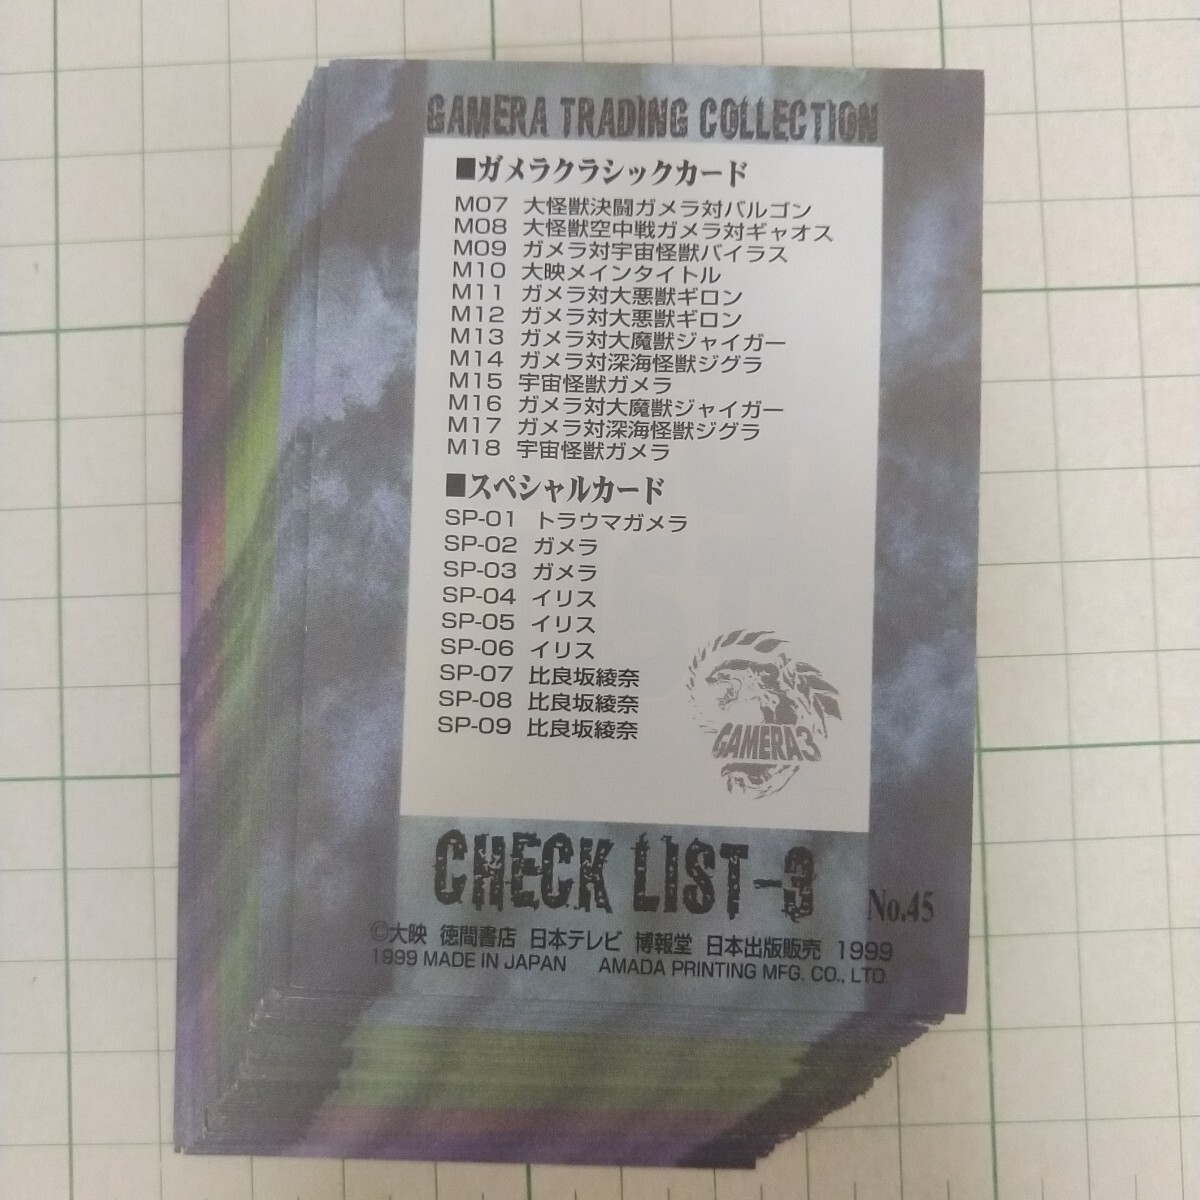 GAMERA TRADING COLLECTION
■ガメラクラシックカード
M07 大怪獣決闘ガメラ対バルゴン
M08 大怪獣空中戦ガメラ対ギャオス
M09 ガメラ対宇宙怪獣バイラス
M10 大映メインタイトル
M11 ガメラ対大悪獣ギロン
M12 ガメラ対大悪獣ギロン
M13 ガメラ対大魔獣ジャイガー
M14 ガメラ対深海怪獣ジグラ
M15 宇宙怪獣ガメラ
M16 ガメラ対大魔獣ジャイガー
M17 ガメラ対深海怪獣ジグラ
M18 宇宙怪獣ガメラ
■スペシャルカード
SP-01 トラウマガメラ
SP-02 ガメラ
SP-03 ガメラ
SP-04 イリス
SP-05 イリス
SP-06 イリス
SP-07 比良坂綾奈
SP-08 比良坂綾奈
SP-09 比良坂綾奈
GAMERA3
CHECK LIST-3
No.45
©大映 徳間書店 日本テレビ 博報堂 日本出版販売 1999
1999 MADE IN JAPAN AMADA PRINTING MFG. CO., LTD.